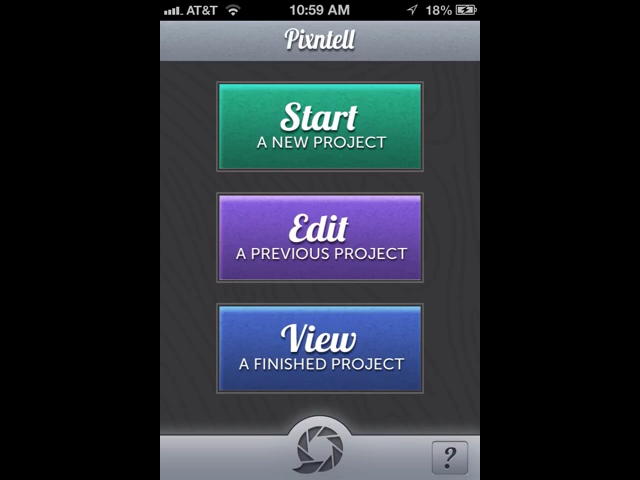 AT&T 10:59 AM 18%
Pixntell
Start
A NEW PROJECT
Edit
A PREVIOUS PROJECT
View
A FINISHED PROJECT
?